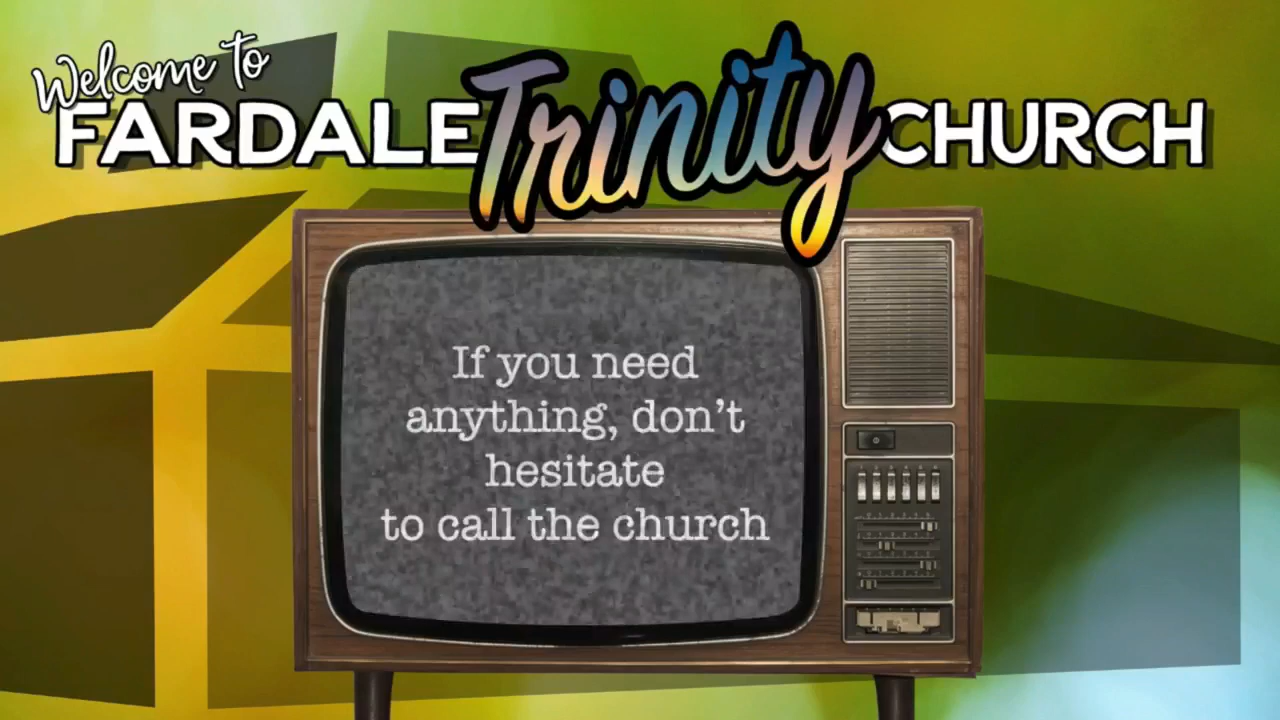 Welcome to
FARDALE Trinity CHURCH
If you need
anything, don't
hesitate
to call the church